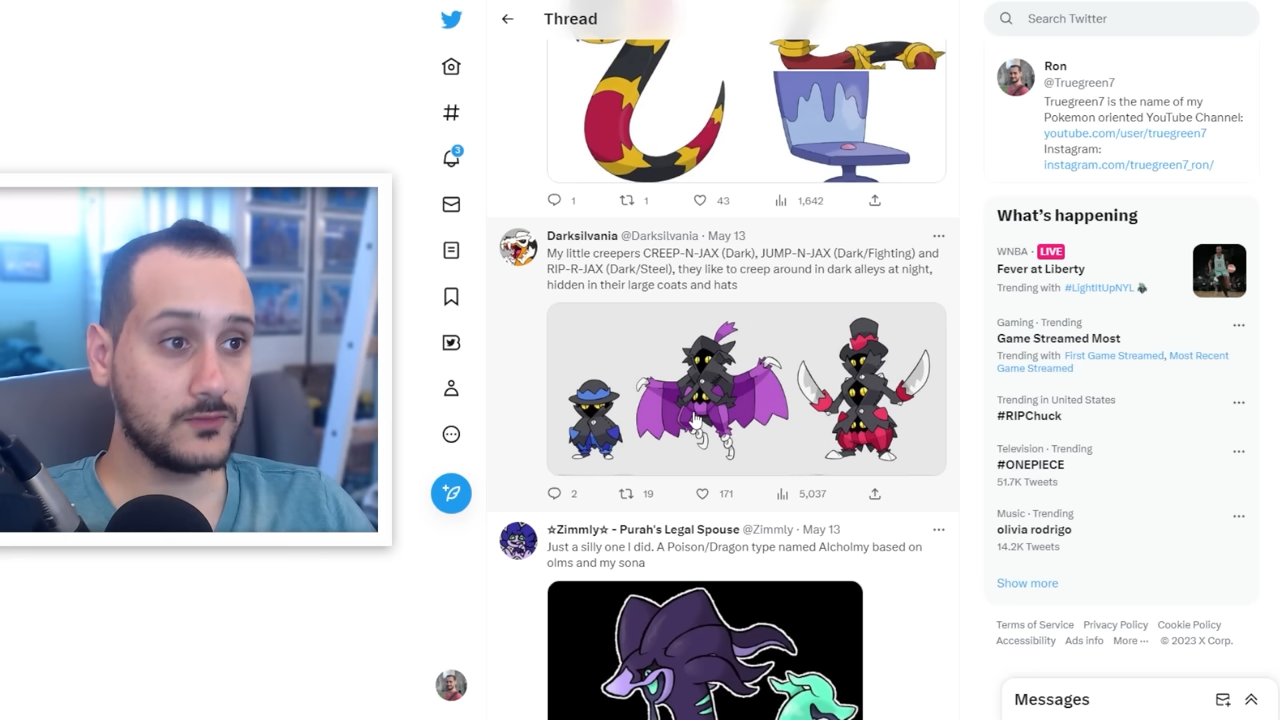 Thread
1
1
43
1,642
Darksilvania @Darksilvania · May 13
My little creepers CREEP-N-JAX (Dark), JUMP-N-JAX (Dark/Fighting) and
RIP-R-JAX (Dark/Steel), they like to creep around in dark alleys at night,
hidden in their large coats and hats
2
19
171
5,037
☆Zimmly☆ - Purah's Legal Spouse @Zimmly · May 13
Just a silly one I did. A Poison/Dragon type named Alcholmy based on
olms and my sona
3
Search Twitter
Ron
@Truegreen7
Truegreen7 is the name of my
Pokemon oriented YouTube Channel:
youtube.com/user/truegreen7
Instagram:
instagram.com/truegreen7_ron/
What's happening
WNBA · LIVE
Fever at Liberty
Trending with #LightItUpNYL
Gaming · Trending
Game Streamed Most
Trending with First Game Streamed, Most Recent
Game Streamed
Trending in United States
#RIPChuck
Television · Trending
#ONEPIECE
51.7K Tweets
Music · Trending
olivia rodrigo
14.2K Tweets
Show more
Terms of Service Privacy Policy Cookie Policy
Accessibility Ads info More ··· © 2023 X Corp.
Messages